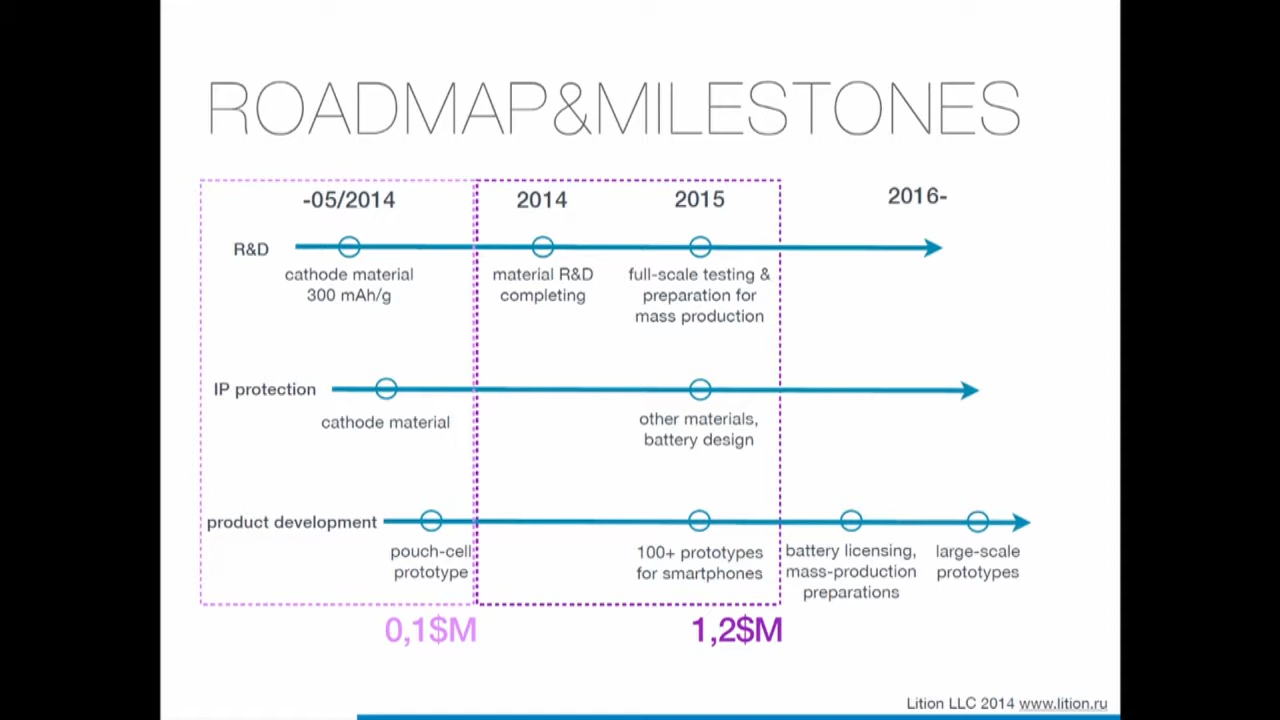 ROADMAP&MILESTONES
-05/2014
2014
2015
2016-
R&D
cathode material
300 mAh/g
material R&D
completing
full-scale testing &
preparation for
mass production
IP protection
cathode material
other materials,
battery design
product development
pouch-cell
prototype
100+ prototypes
for smartphones
battery licensing,
mass-production
preparations
large-scale
prototypes
0,1$M
1,2$M
Lition LLC 2014 www.lition.ru